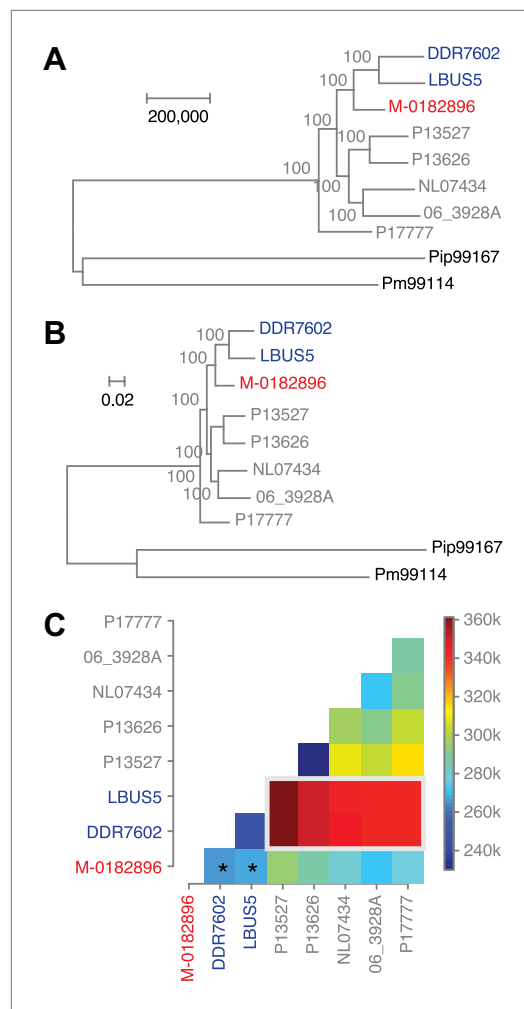 A
100
DDR7602
100
LBUS5
100
M-0182896
200,000
100
100
P13527
P13626
100
100
NL07434
100
06_3928A
P17777
Pip99167
Pm99114
B
100
DDR7602
100
LBUS5
M-0182896
0.02
100
P13527
P13626
100
NL07434
100
100
06_3928A
P17777
Pip99167
Pm99114
C
P17777
360k
06_3928A
340k
NL07434
320k
P13626
300k
P13527
280k
LBUS5
260k
DDR7602
240k
M-0182896
* *
M-0182896
DDR7602
LBUS5
P13527
P13626
NL07434
06_3928A
P17777